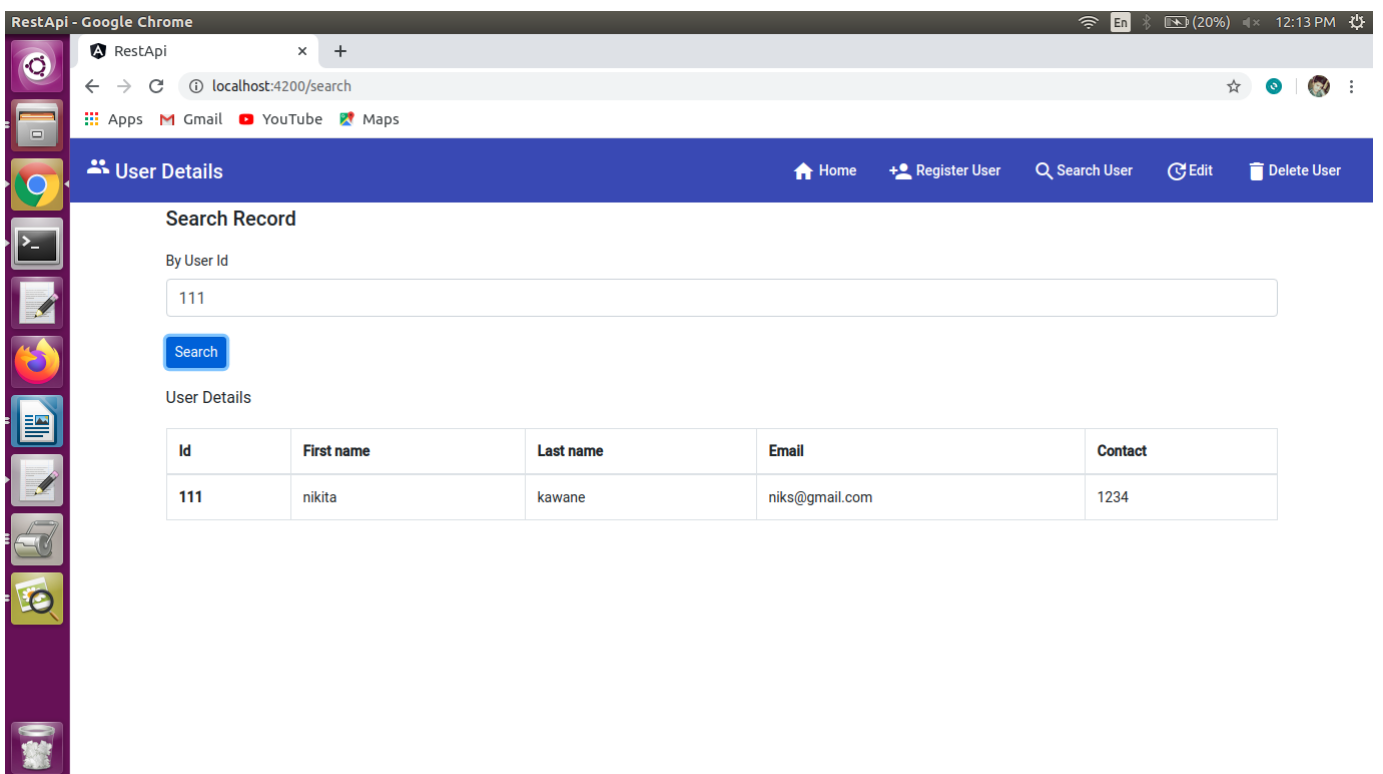 RestApi - Google Chrome En (20%) 12:13 PM
RestApi
localhost:4200/search
Apps Gmail YouTube Maps
User Details Home Register User Search User Edit Delete User
Search Record
By User Id
111
Search
User Details
Id First name Last name Email Contact
111 nikita kawane niks@gmail.com 1234